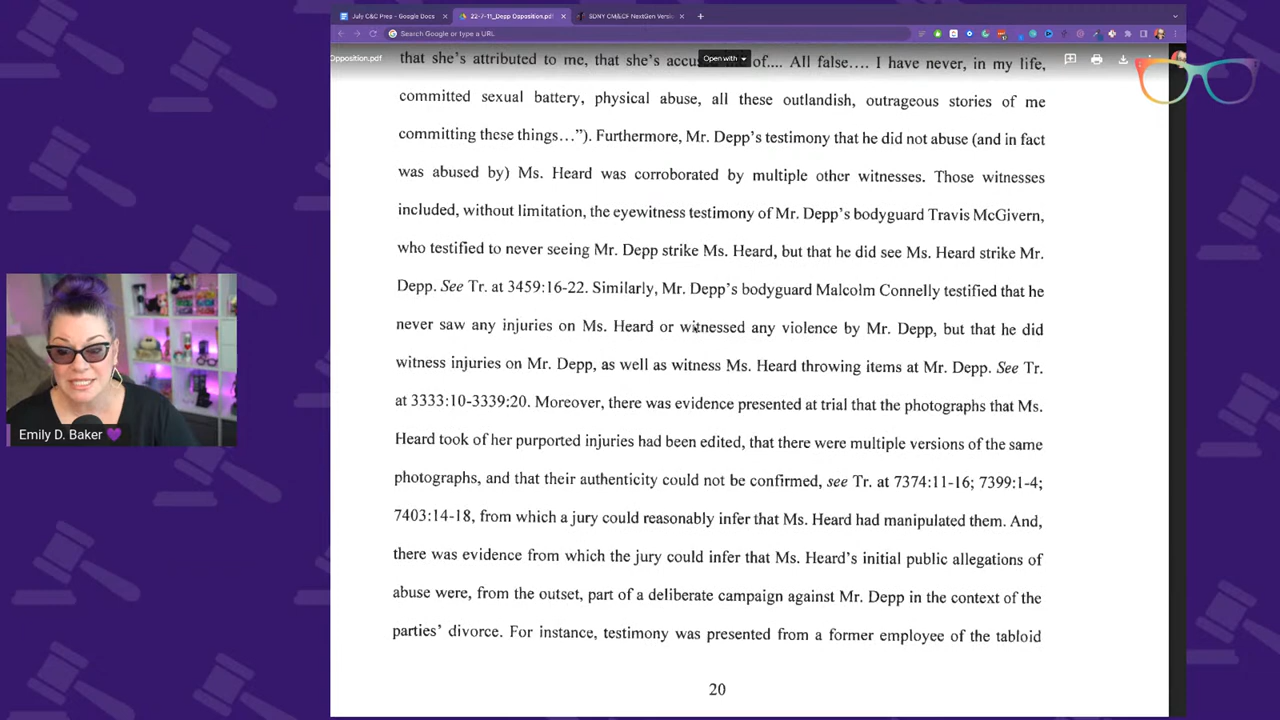 July C&C Prep - Google Docs
22-7-11_Depp Opposition.pdf
SDNY CM/ECF NextGen Versi
Search Google or type a URL
Opposition.pdf
Open with
that she's attributed to me, that she's accus of.... All false…. I have never, in my life,
committed sexual battery, physical abuse, all these outlandish, outrageous stories of me
committing these things…"). Furthermore, Mr. Depp's testimony that he did not abuse (and in fact
was abused by) Ms. Heard was corroborated by multiple other witnesses. Those witnesses
included, without limitation, the eyewitness testimony of Mr. Depp's bodyguard Travis McGivern,
who testified to never seeing Mr. Depp strike Ms. Heard, but that he did see Ms. Heard strike Mr.
Depp. See Tr. at 3459:16-22. Similarly, Mr. Depp's bodyguard Malcolm Connelly testified that he
never saw any injuries on Ms. Heard or witnessed any violence by Mr. Depp, but that he did
witness injuries on Mr. Depp, as well as witness Ms. Heard throwing items at Mr. Depp. See Tr.
at 3333:10-3339:20. Moreover, there was evidence presented at trial that the photographs that Ms.
Heard took of her purported injuries had been edited, that there were multiple versions of the same
photographs, and that their authenticity could not be confirmed, see Tr. at 7374:11-16; 7399:1-4;
7403:14-18, from which a jury could reasonably infer that Ms. Heard had manipulated them. And,
there was evidence from which the jury could infer that Ms. Heard's initial public allegations of
abuse were, from the outset, part of a deliberate campaign against Mr. Depp in the context of the
parties' divorce. For instance, testimony was presented from a former employee of the tabloid
20
Emily D. Baker 💜